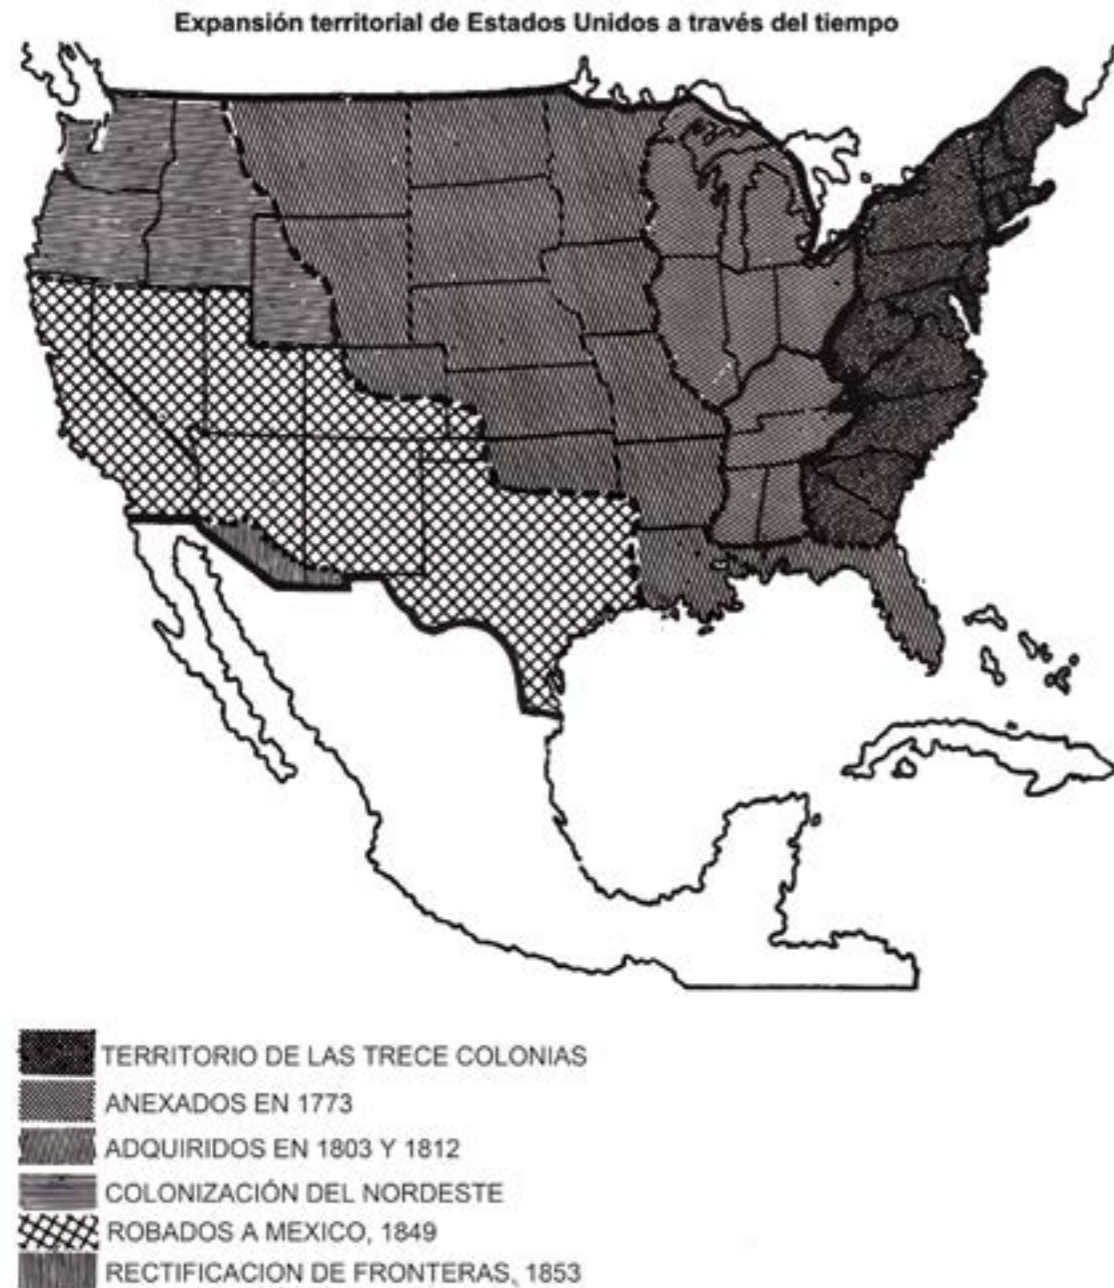 Expansión territorial de Estados Unidos a través del tiempo
TERRITORIO DE LAS TRECE COLONIAS
ANEXADOS EN 1773
ADQUIRIDOS EN 1803 Y 1812
COLONIZACIÓN DEL NORDESTE
ROBADOS A MEXICO, 1849
RECTIFICACION DE FRONTERAS, 1853